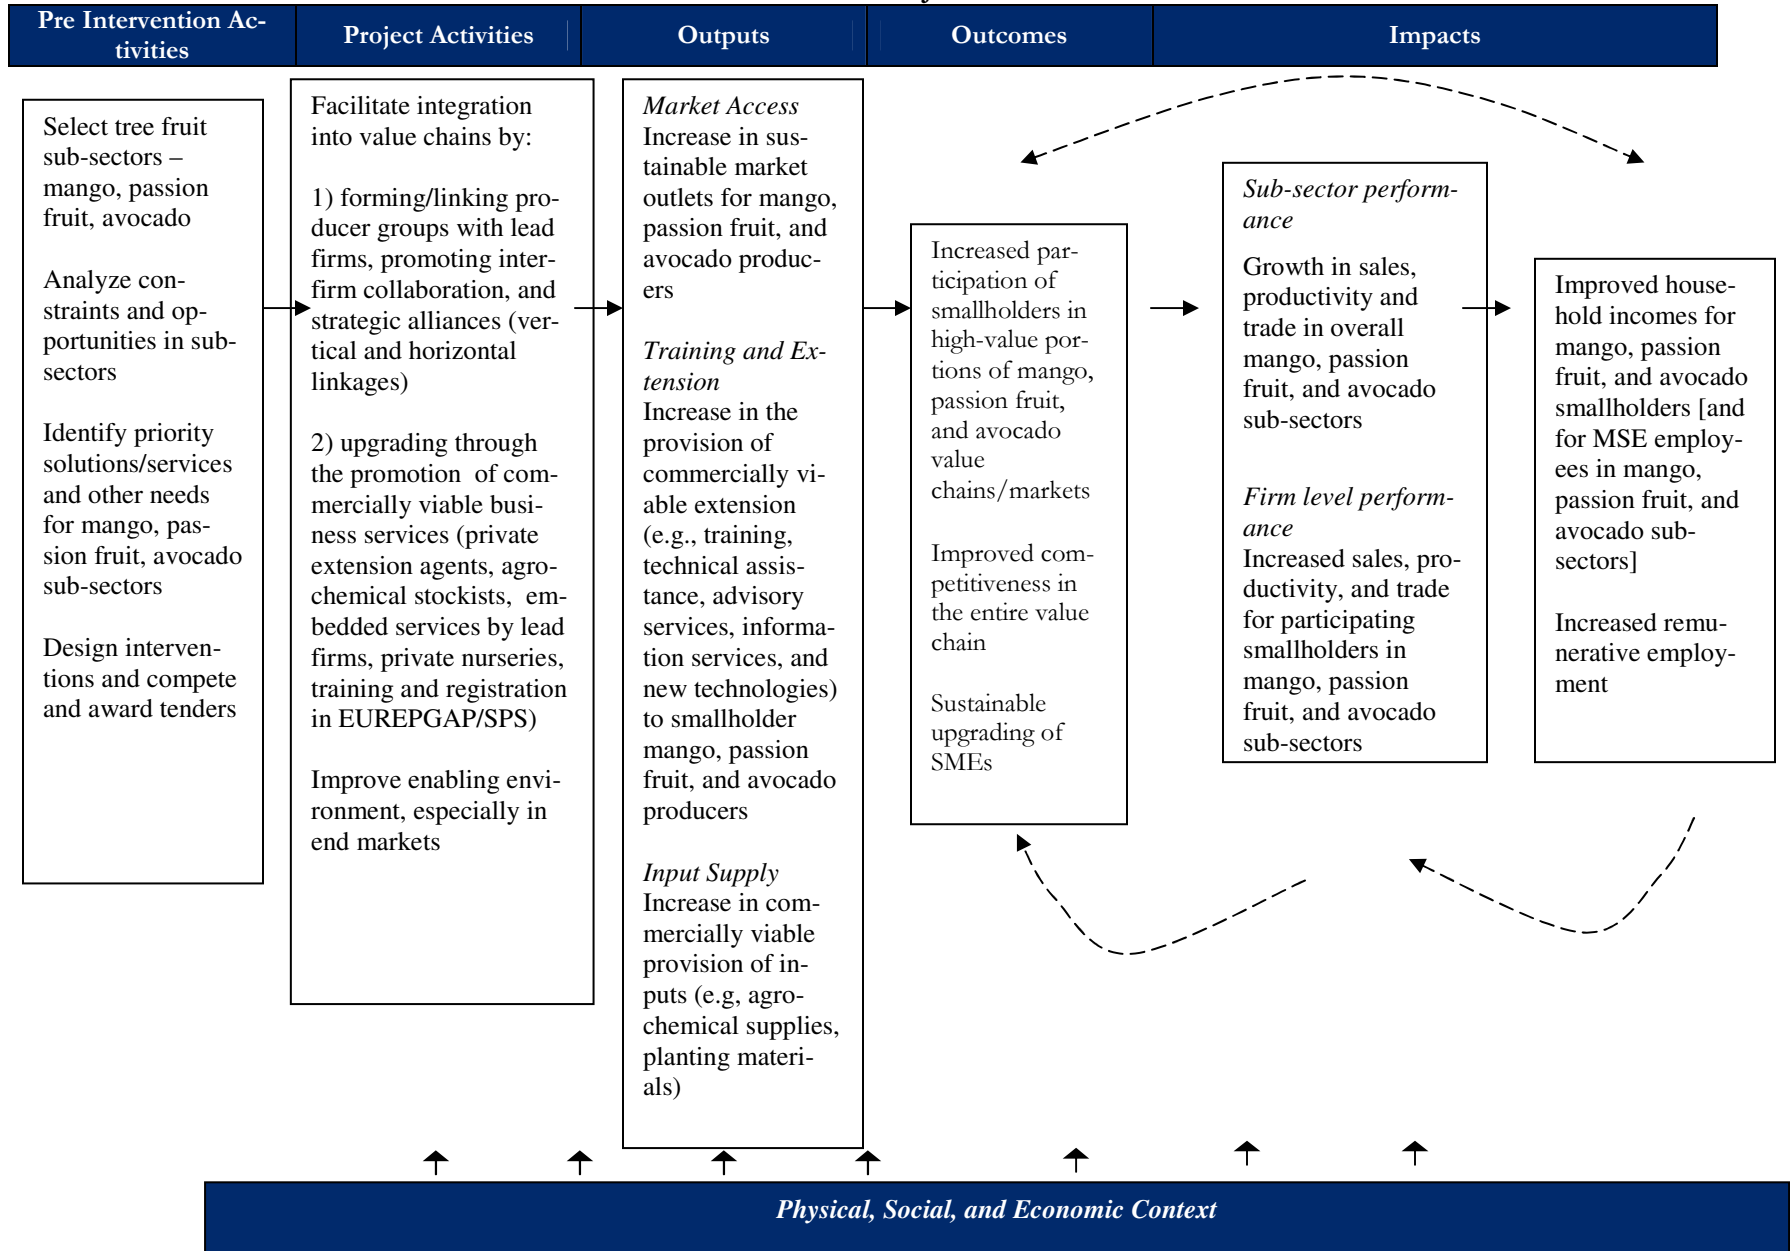 Pre Intervention Ac-
tivities
Project Activities
Outputs
Outcomes
Impacts
Select tree fruit
sub-sectors –
mango, passion
fruit, avocado
Analyze con-
straints and op-
portunities in sub-
sectors
Identify priority
solutions/services
and other needs
for mango, pas-
sion fruit, avocado
sub-sectors
Design interven-
tions and compete
and award tenders
Facilitate integration
into value chains by:
1) forming/linking pro-
ducer groups with lead
firms, promoting inter-
firm collaboration, and
strategic alliances (ver-
tical and horizontal
linkages)
2) upgrading through
the promotion of com-
mercially viable busi-
ness services (private
extension agents, agro-
chemical stockists, em-
bedded services by lead
firms, private nurseries,
training and registration
in EUREPGAP/SPS)
Improve enabling envi-
ronment, especially in
end markets
Market Access
Increase in sus-
tainable market
outlets for mango,
passion fruit, and
avocado produc-
ers
Training and Ex-
tension
Increase in the
provision of
commercially vi-
able extension
(e.g., training,
technical assis-
tance, advisory
services, informa-
tion services, and
new technologies)
to smallholder
mango, passion
fruit, and avocado
producers
Input Supply
Increase in com-
mercially viable
provision of in-
puts (e.g, agro-
chemical supplies,
planting materi-
als)
Increased par-
ticipation of
smallholders in
high-value por-
tions of mango,
passion fruit,
and avocado
value
chains/markets
Improved com-
petitiveness in
the entire value
chain
Sustainable
upgrading of
SMEs
Sub-sector perform-
ance
Growth in sales,
productivity and
trade in overall
mango, passion
fruit, and avocado
sub-sectors
Firm level perform-
ance
Increased sales, pro-
ductivity, and trade
for participating
smallholders in
mango, passion
fruit, and avocado
sub-sectors
Improved house-
hold incomes for
mango, passion
fruit, and avocado
smallholders [and
for MSE employ-
ees in mango,
passion fruit, and
avocado sub-
sectors]
Increased remu-
nerative employ-
ment
Physical, Social, and Economic Context